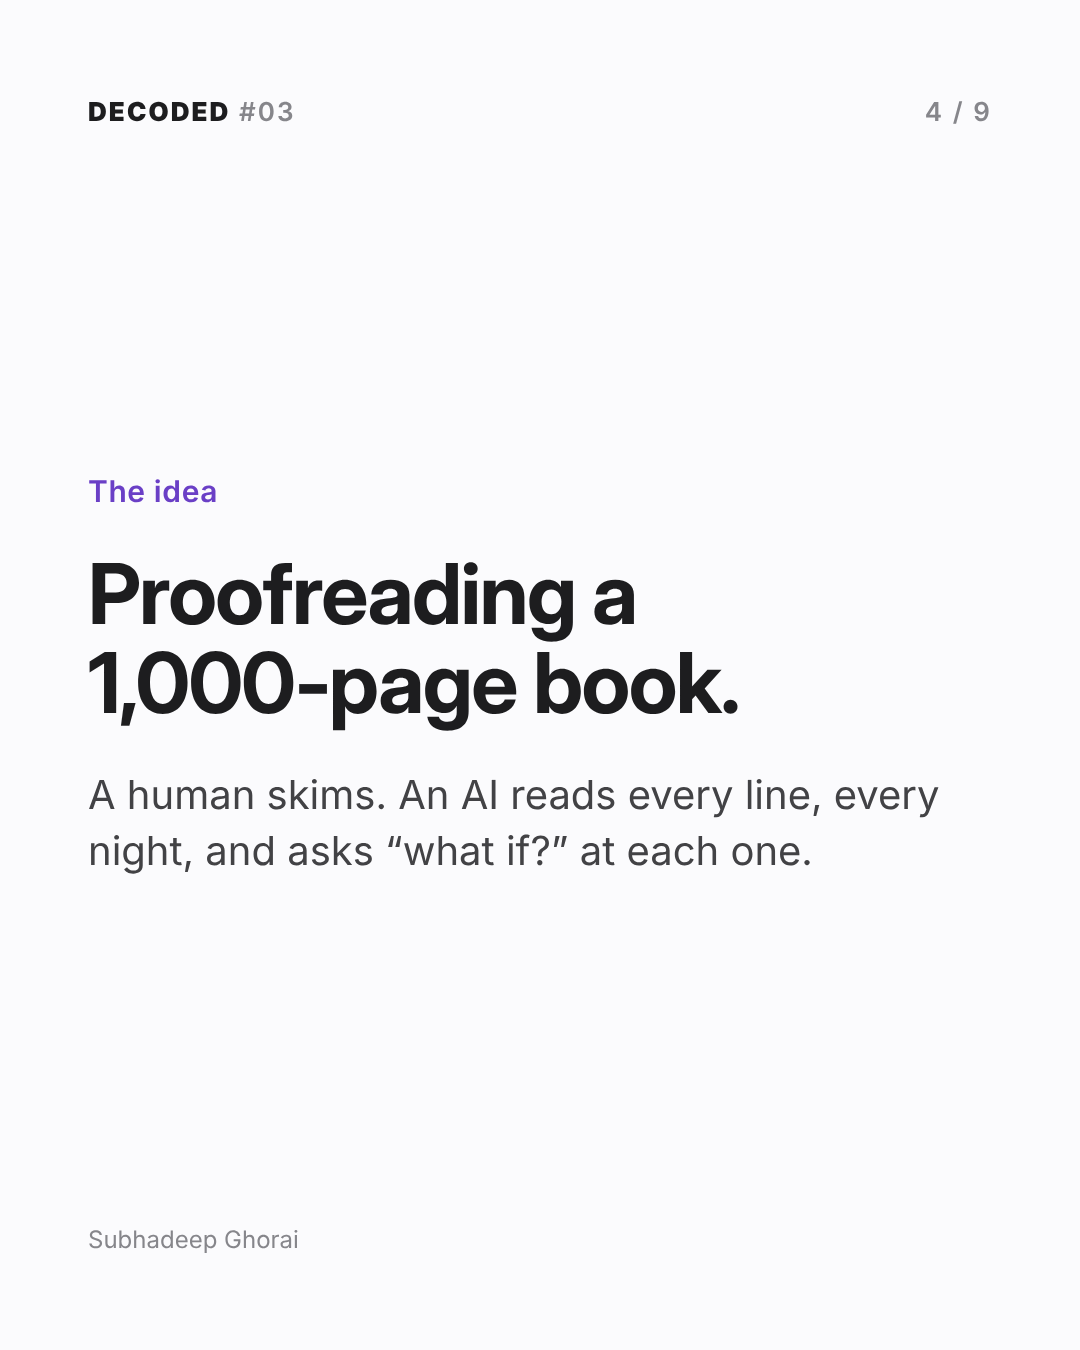 DECODED #03
4 / 9
The idea
Proofreading a
1,000-page book.
A human skims. An AI reads every line, every
night, and asks “what if?” at each one.
Subhadeep Ghorai